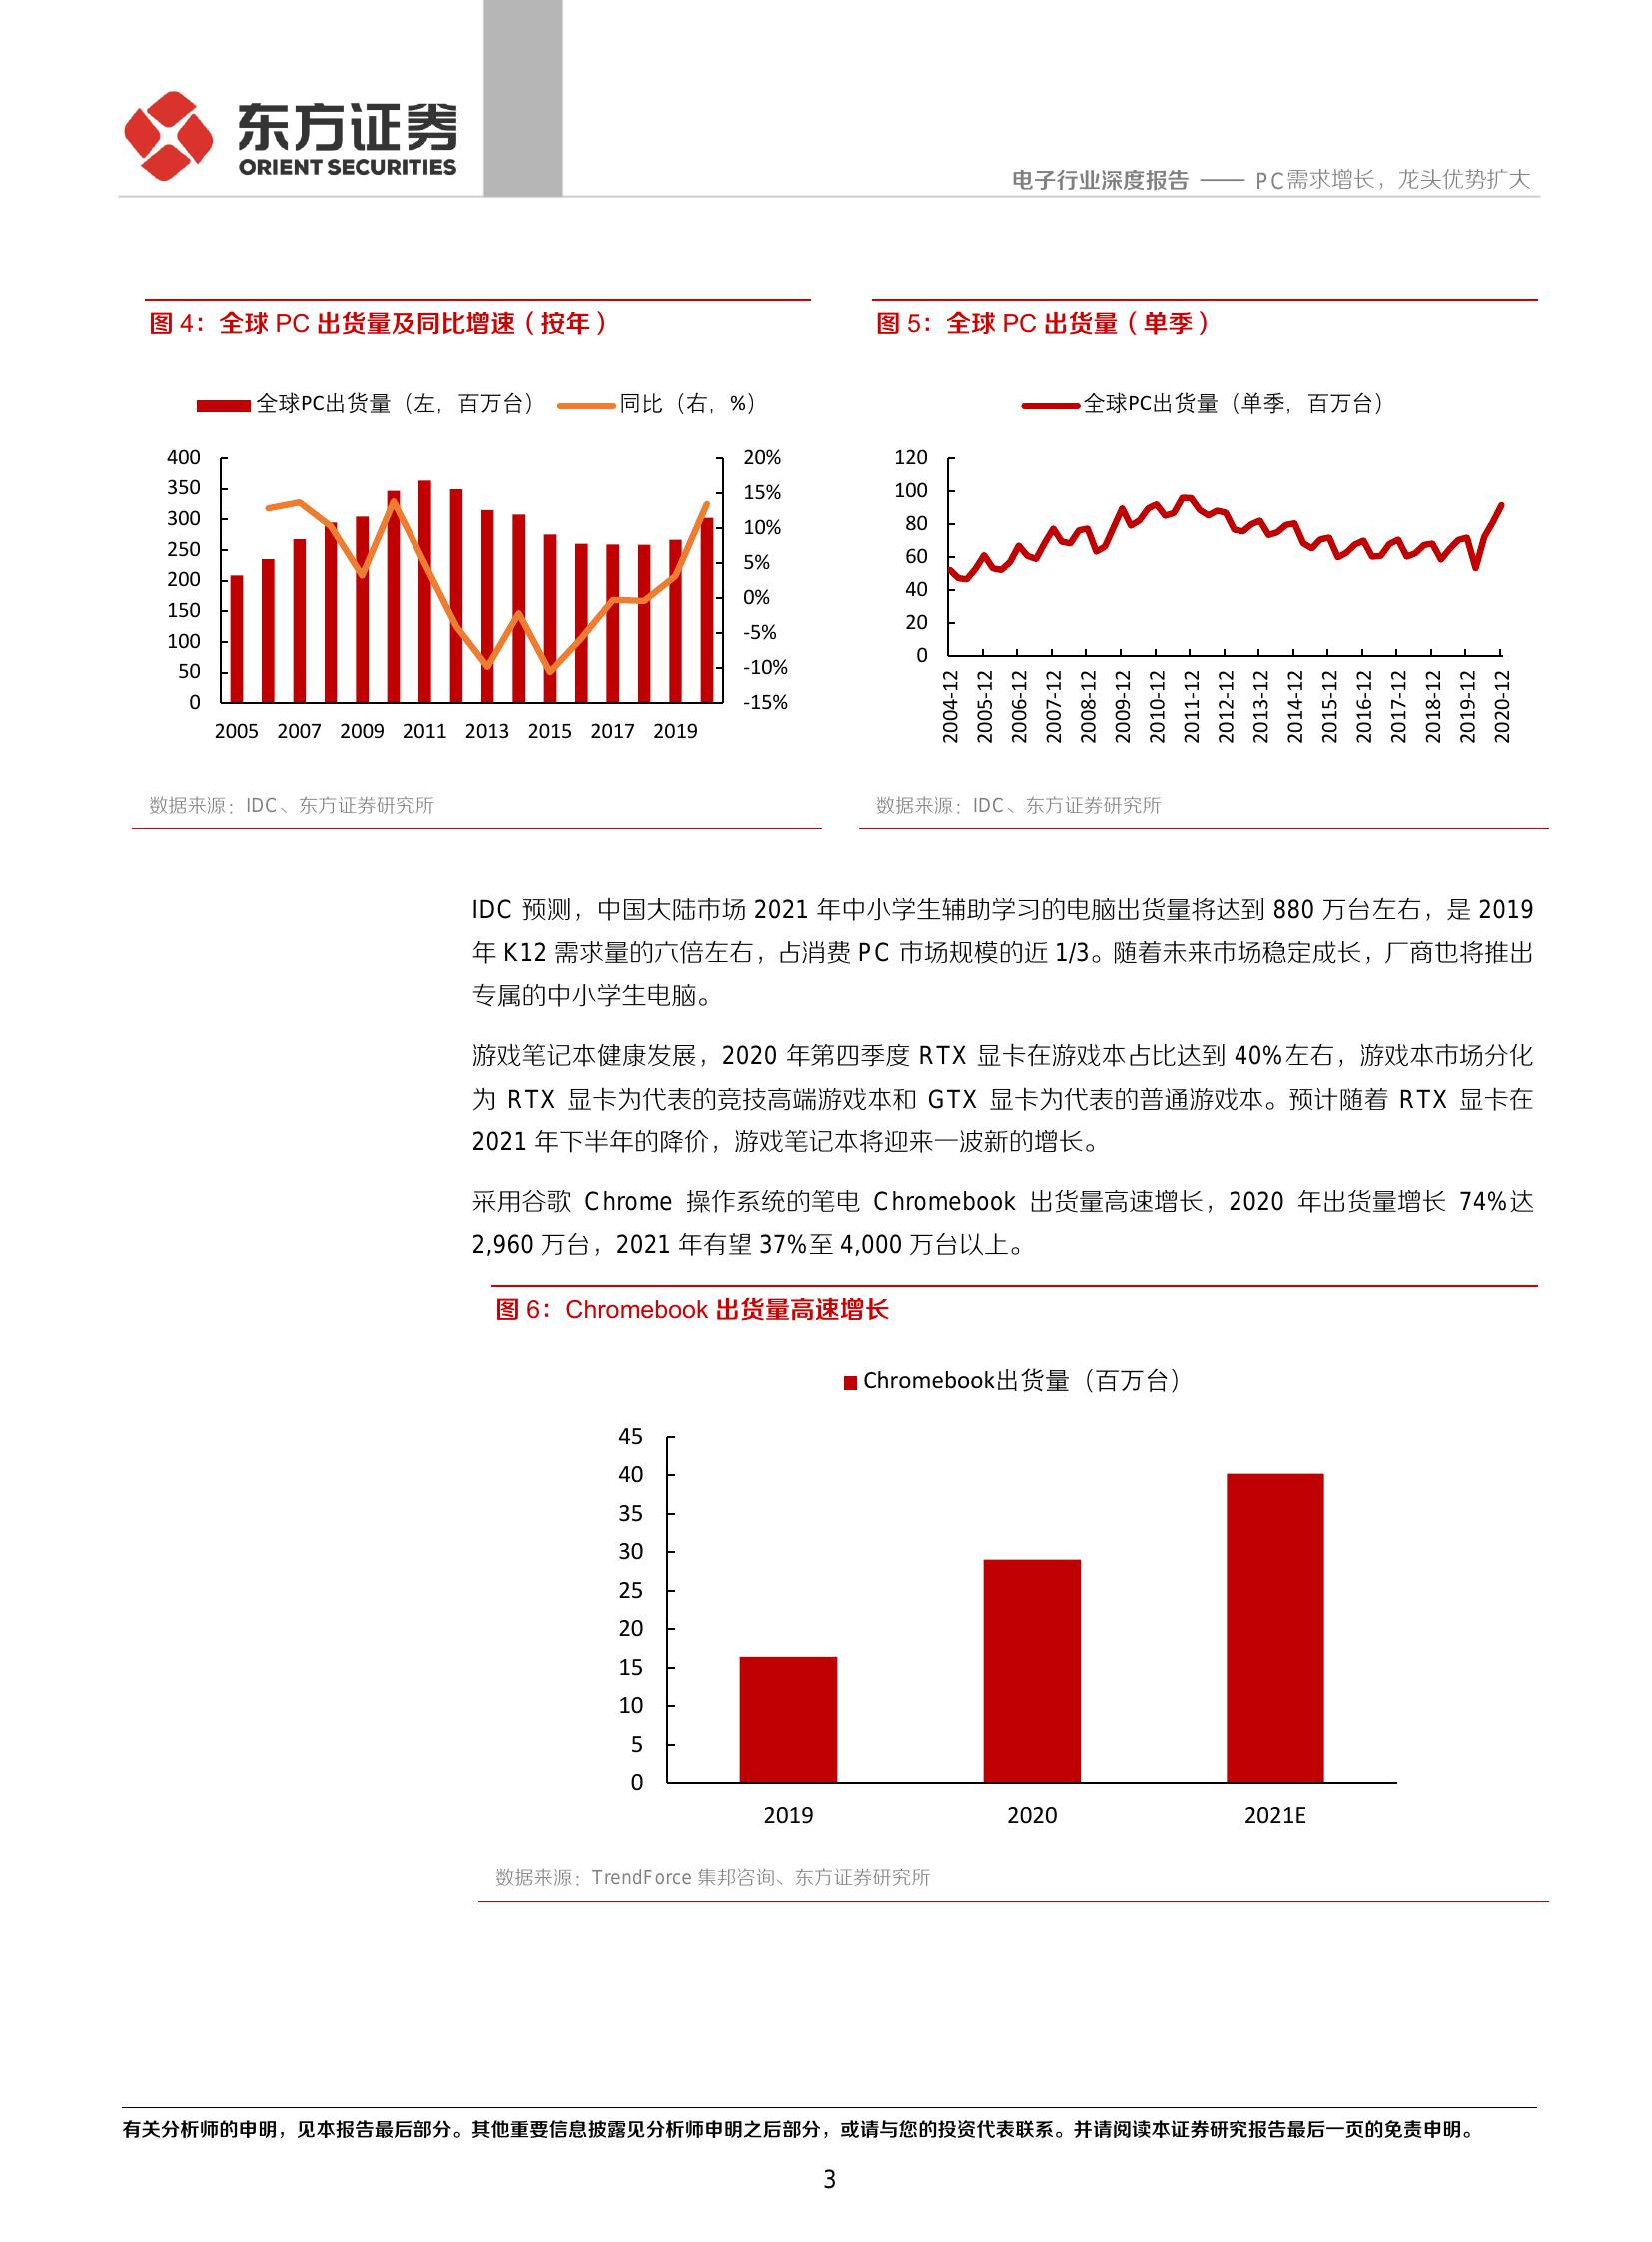 东方证券
ORIENT SECURITIES
电子行业深度报告 —— PC需求增长，龙头优势扩大
图 4：全球 PC 出货量及同比增速（按年）
全球PC出货量（左，百万台）
同比（右，%）
400
350
300
250
200
150
100
50
0
20%
15%
10%
5%
0%
-5%
-10%
-15%
2005 2007 2009 2011 2013 2015 2017 2019
数据来源：IDC、东方证券研究所
图 5：全球 PC 出货量（单季）
全球PC出货量（单季，百万台）
120
100
80
60
40
20
0
2004-12
2005-12
2006-12
2007-12
2008-12
2009-12
2010-12
2011-12
2012-12
2013-12
2014-12
2015-12
2016-12
2017-12
2018-12
2019-12
2020-12
数据来源：IDC、东方证券研究所
IDC 预测，中国大陆市场 2021 年中小学生辅助学习的电脑出货量将达到 880 万台左右，是 2019
年 K12 需求量的六倍左右，占消费 PC 市场规模的近 1/3。随着未来市场稳定成长，厂商也将推出
专属的中小学生电脑。
游戏笔记本健康发展，2020 年第四季度 RTX 显卡在游戏本占比达到 40%左右，游戏本市场分化
为 RTX 显卡为代表的竞技高端游戏本和 GTX 显卡为代表的普通游戏本。预计随着 RTX 显卡在
2021 年下半年的降价，游戏笔记本将迎来一波新的增长。
采用谷歌 Chrome 操作系统的笔电 Chromebook 出货量高速增长，2020 年出货量增长 74%达
2,960 万台，2021 年有望 37%至 4,000 万台以上。
图 6：Chromebook 出货量高速增长
Chromebook出货量（百万台）
45
40
35
30
25
20
15
10
5
0
2019 2020 2021E
数据来源：TrendForce 集邦咨询、东方证券研究所
有关分析师的申明，见本报告最后部分。其他重要信息披露见分析师申明之后部分，或请与您的投资代表联系。并请阅读本证券研究报告最后一页的免责申明。
3